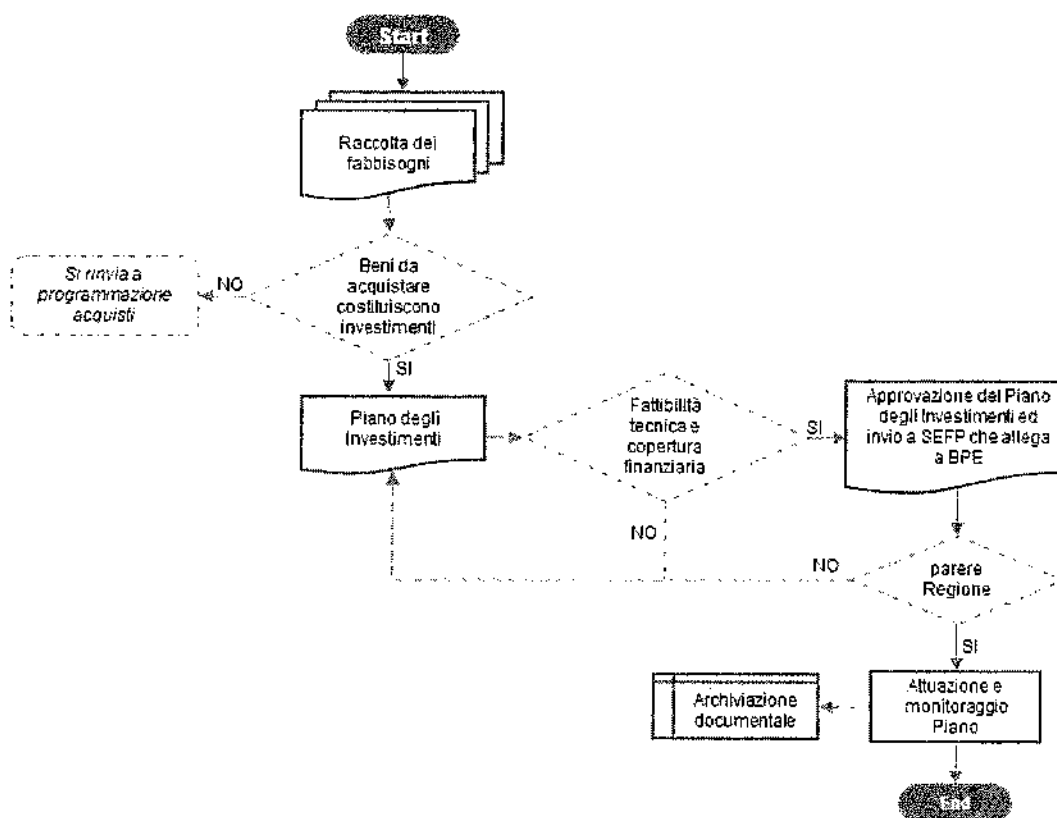 Start
Raccolta dei
fabbisogni
Beni da
acquistare
costituiscono
investimenti
NO
Si rinvia a
programmazione
acquisti
SI
Piano degli
Investimenti
Fattibilità
tecnica e
copertura
finanziaria
SI
Approvazione del Piano
degli Investimenti ed
invio a SEFP che allega
a BPE
NO
NO
parere
Regione
SI
Attuazione e
monitoraggio
Piano
Archiviazione
documentale
End